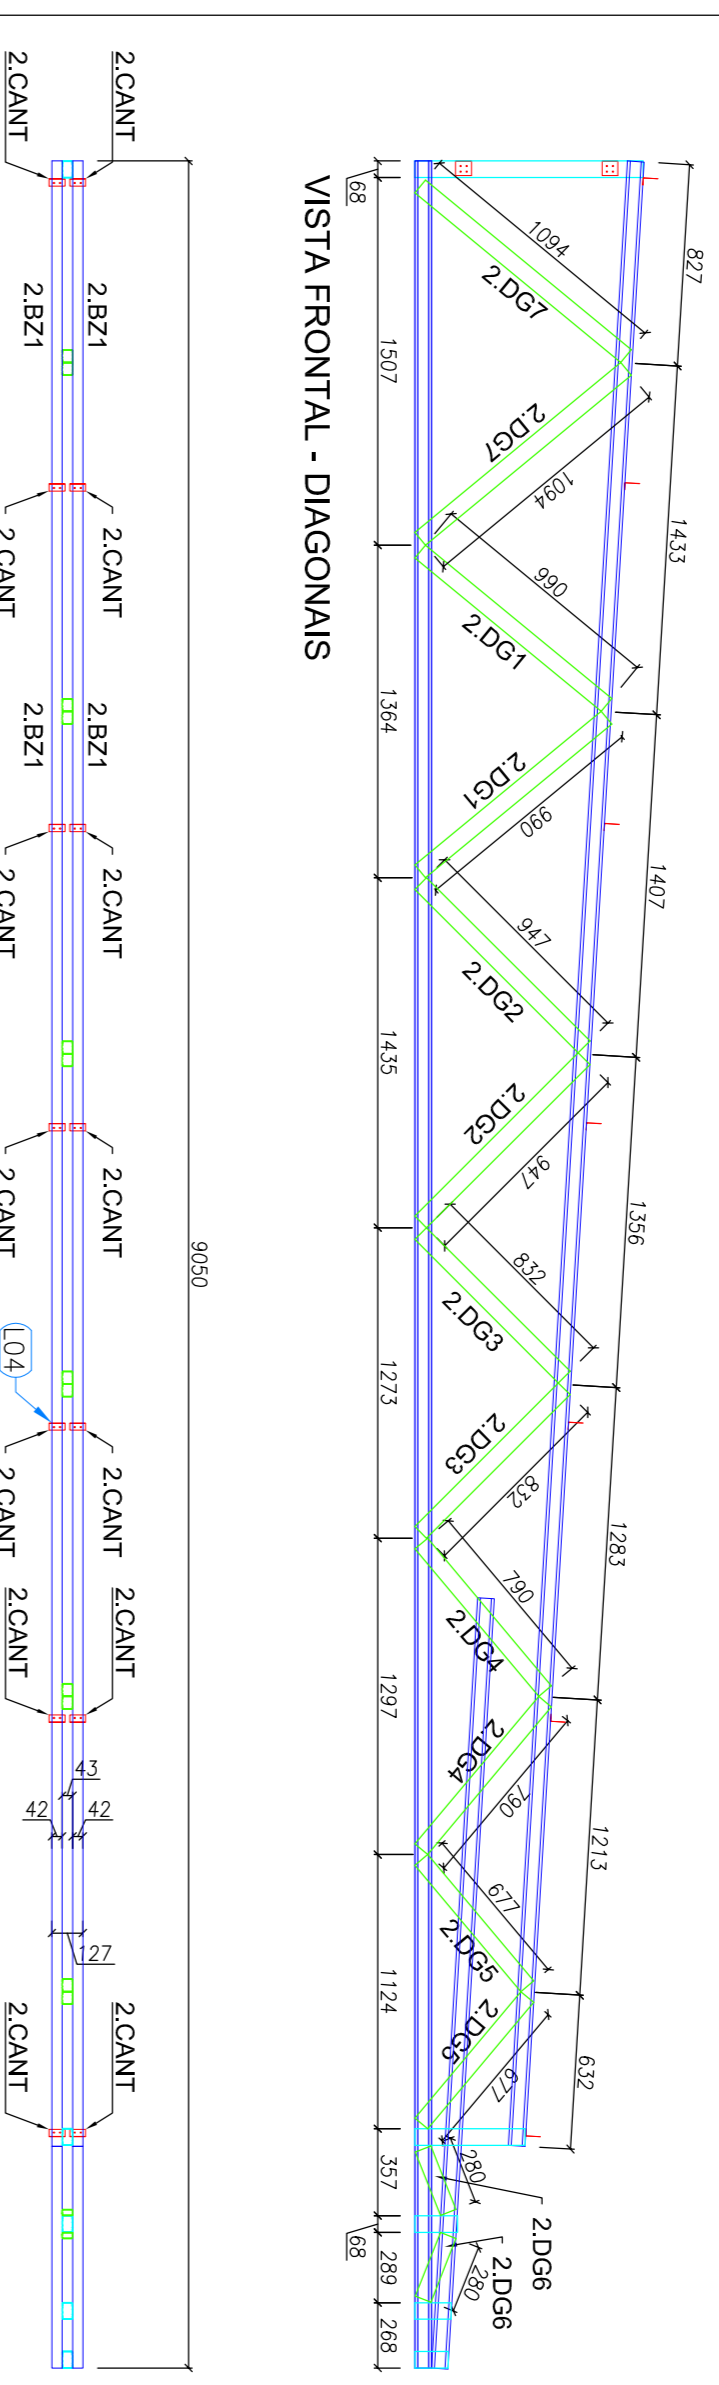 827
1433
1407
1356
1283
1213
632
1094
2.DG7
2.DG7
1094
990
2.DG1
2.DG1
990
947
2.DG2
2.DG2
947
832
2.DG3
2.DG3
832
790
2.DG4
2.DG4
790
677
2.DG5
2.DG5
677
280
2.DG6
2.DG6
280
68
1507
1364
1435
1273
1297
1124
357
68
289
268
VISTA FRONTAL - DIAGONAIS
9050
2.CANT
2.CANT
2.CANT
2.CANT
2.CANT
2.CANT
2.CANT
2.BZ1
2.BZ1
43
42
42
127
2.BZ1
2.BZ1
L04
2.CANT
2.CANT
2.CANT
2.CANT
2.CANT
2.CANT
2.CANT